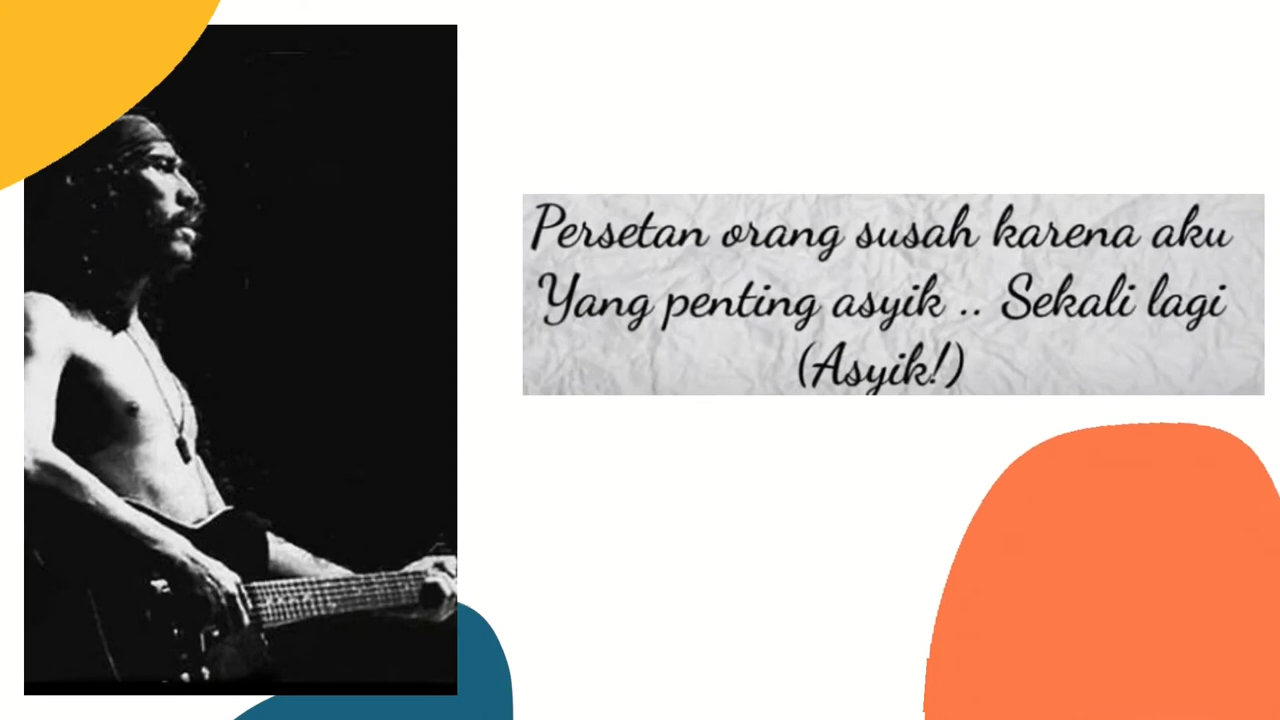 Persetan orang susah karena aku
Yang penting asyik .. Sekali lagi
(Asyik!)